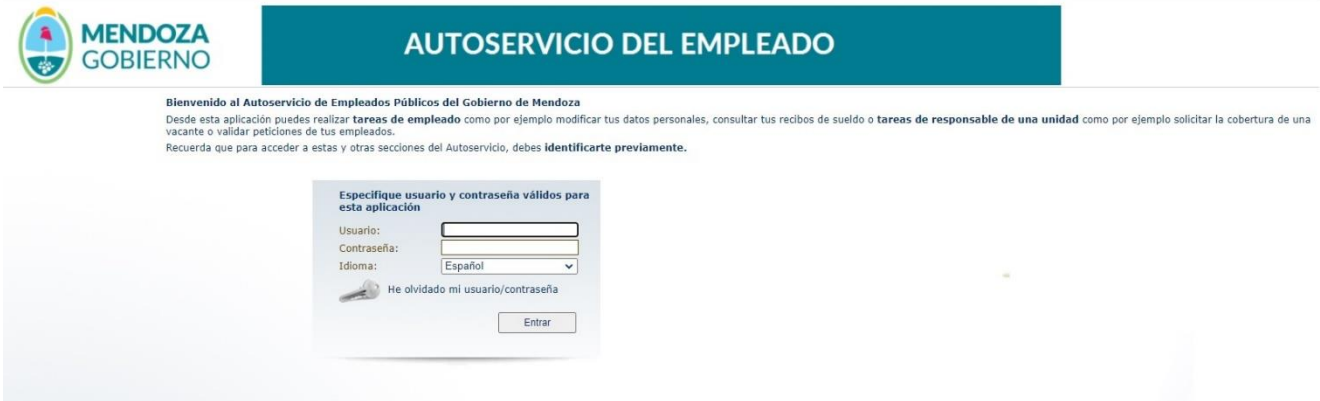 MENDOZA
GOBIERNO
AUTOSERVICIO DEL EMPLEADO
Bienvenido al Autoservicio de Empleados Públicos del Gobierno de Mendoza
Desde esta aplicación puedes realizar tareas de empleado como por ejemplo modificar tus datos personales, consultar tus recibos de sueldo o tareas de responsable de una unidad como por ejemplo solicitar la cobertura de una
vacante o validar peticiones de tus empleados.
Recuerda que para acceder a estas y otras secciones del Autoservicio, debes identificarte previamente.
Especifique usuario y contraseña válidos para
esta aplicación
Usuario:
Contraseña:
Idioma: Español
He olvidado mi usuario/contraseña
Entrar